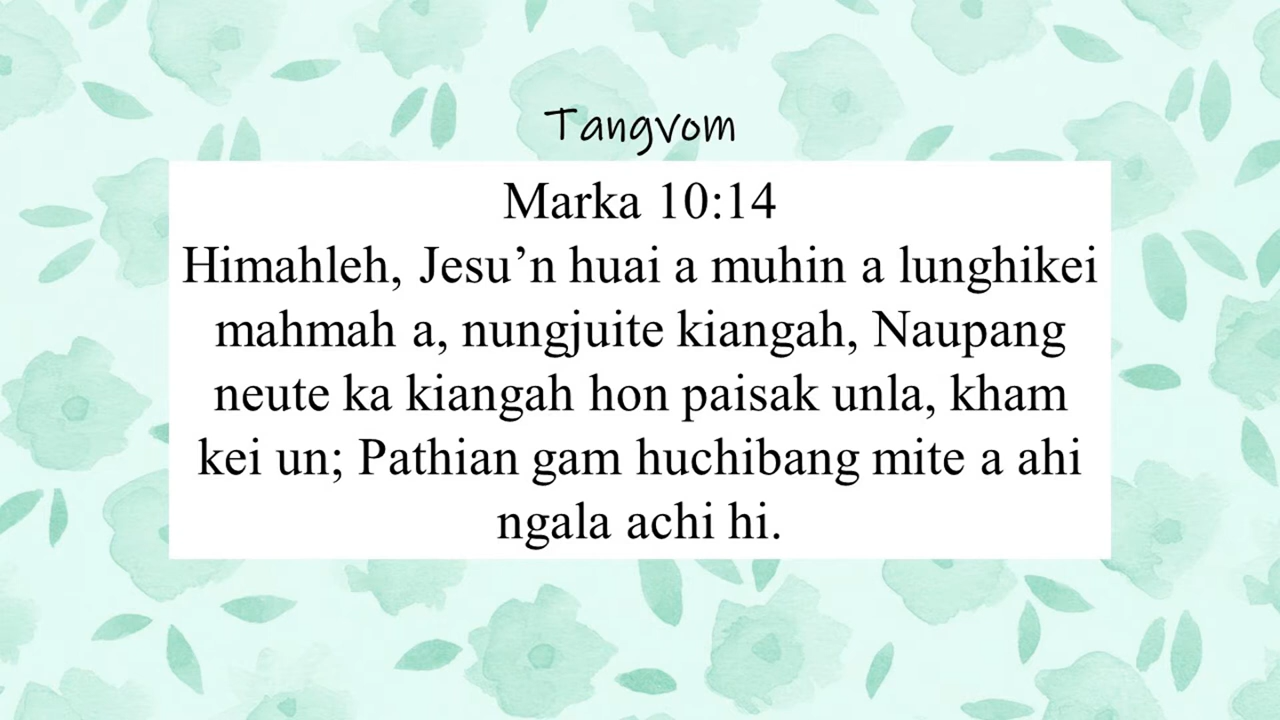 Tangvom
Marka 10:14
Himahleh, Jesu’n huai a muhin a lunghikei
mahmah a, nungjuite kiangah, Naupang
neute ka kiangah hon paisak unla, kham
kei un; Pathian gam huchibang mite a ahi
ngala achi hi.